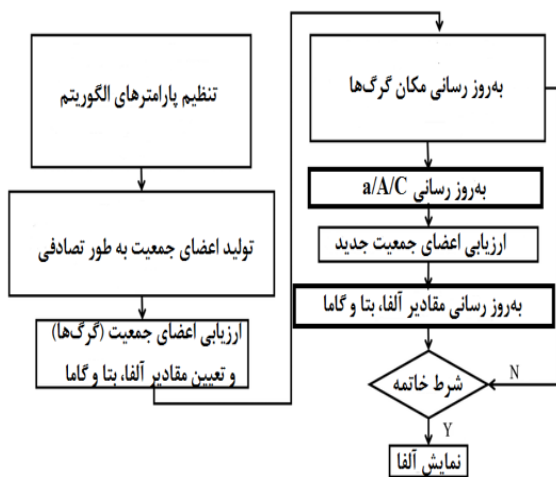 تنظیم پارامترهای الگوریتم
تولید اعضای جمعیت به طور تصادفی
ارزیابی اعضای جمعیت (گرگ‌ها)
و تعیین مقادیر آلفا، بتا و گاما
به‌روز رسانی مکان گرگ‌ها
به‌روز رسانی a/A/C
ارزیابی اعضای جمعیت جدید
به‌روز رسانی مقادیر آلفا، بتا و گاما
شرط خاتمه
N
Y
نمایش آلفا